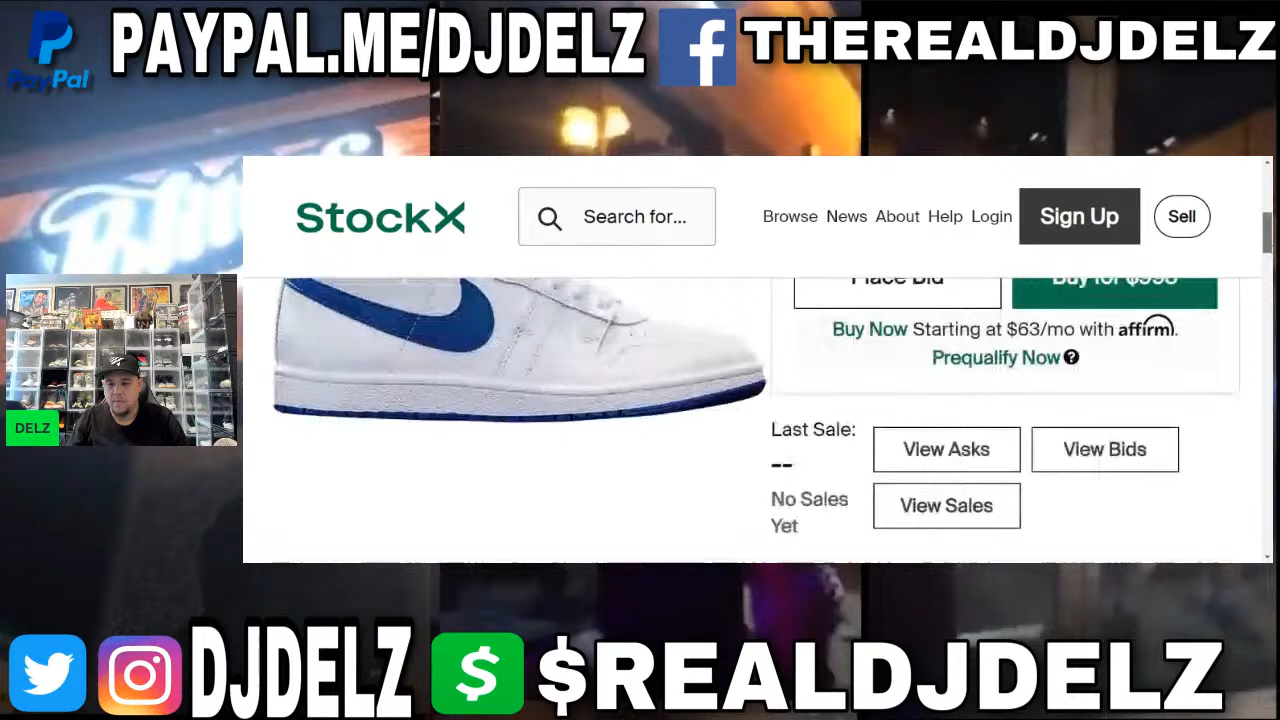 PAYPAL.ME/DJDELZ THEREALDJDELZ
PayPal
StockX Search for... Browse News About Help Login Sign Up Sell
Place Bid
Buy Now Starting at $63/mo with affirm.
Prequalify Now ?
DELZ
Last Sale: View Asks View Bids
--
No Sales Yet View Sales
DJDELZ $REALDJDELZ